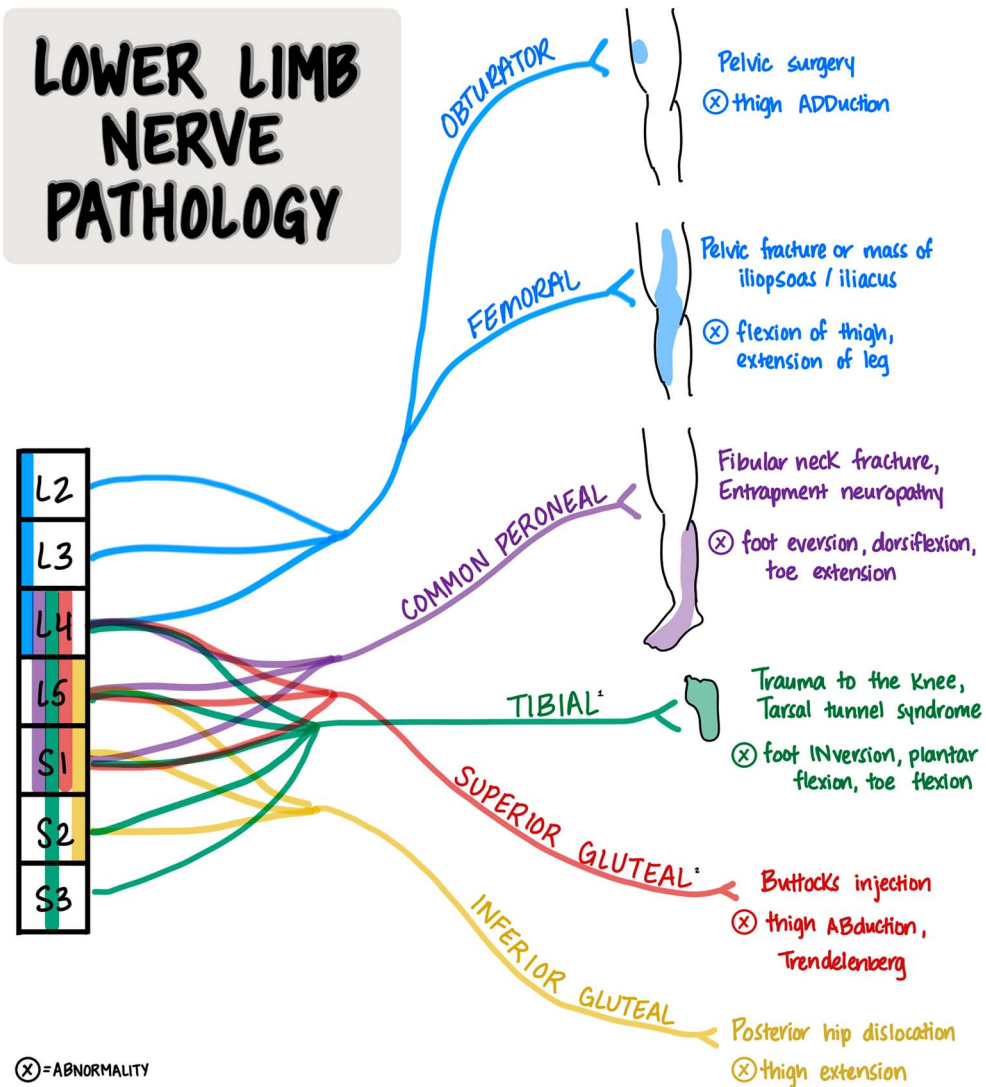 LOWER LIMB
NERVE
PATHOLOGY
OBTURATOR
Pelvic surgery
ⓧ thigh ADDuction
FEMORAL
Pelvic fracture or mass of
iliopsoas / iliacus
ⓧ flexion of thigh,
extension of leg
L2
L3
L4
L5
S1
S2
S3
COMMON PERONEAL
Fibular neck fracture,
Entrapment neuropathy
ⓧ foot eversion, dorsiflexion,
toe extension
TIBIAL¹
Trauma to the Knee,
Tarsal tunnel syndrome
ⓧ foot INversion, plantar
flexion, toe flexion
SUPERIOR GLUTEAL²
Buttocks injection
ⓧ thigh ABduction,
Trendelenberg
INFERIOR GLUTEAL
Posterior hip dislocation
ⓧ thigh extension
ⓧ = ABNORMALITY